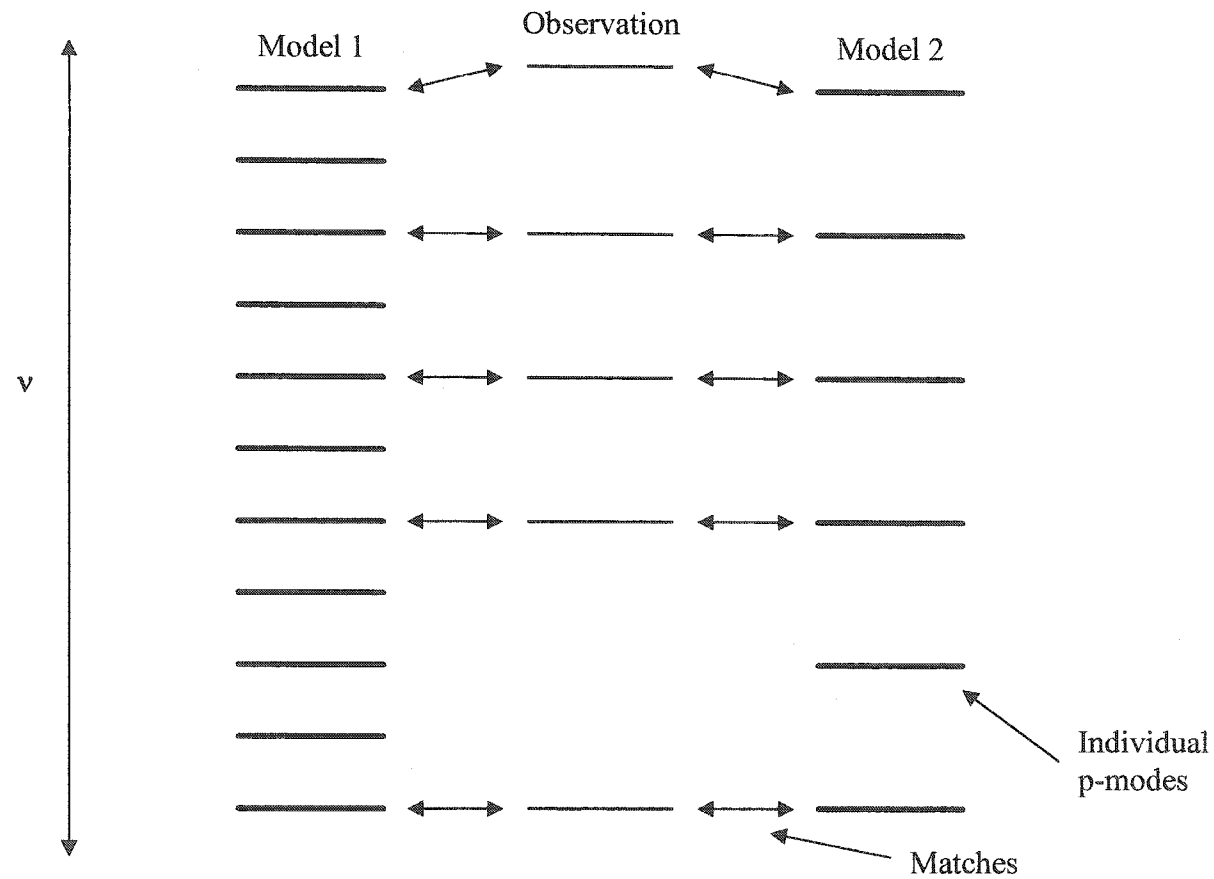 Observation
Model 1
Model 2
ν
Individual
p-modes
Matches